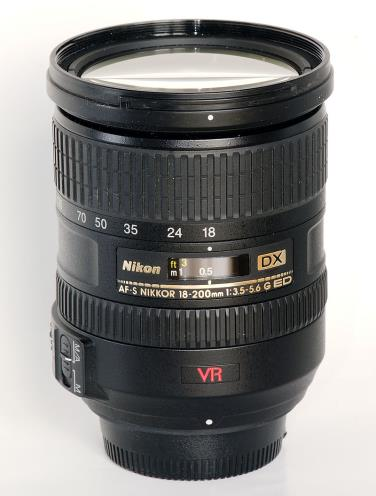 70 50 35 24 18
Nikon ft 3 DX
m 1 0.5
AF-S NIKKOR 18-200mm 1:3.5-5.6 G ED
M/A M
VR